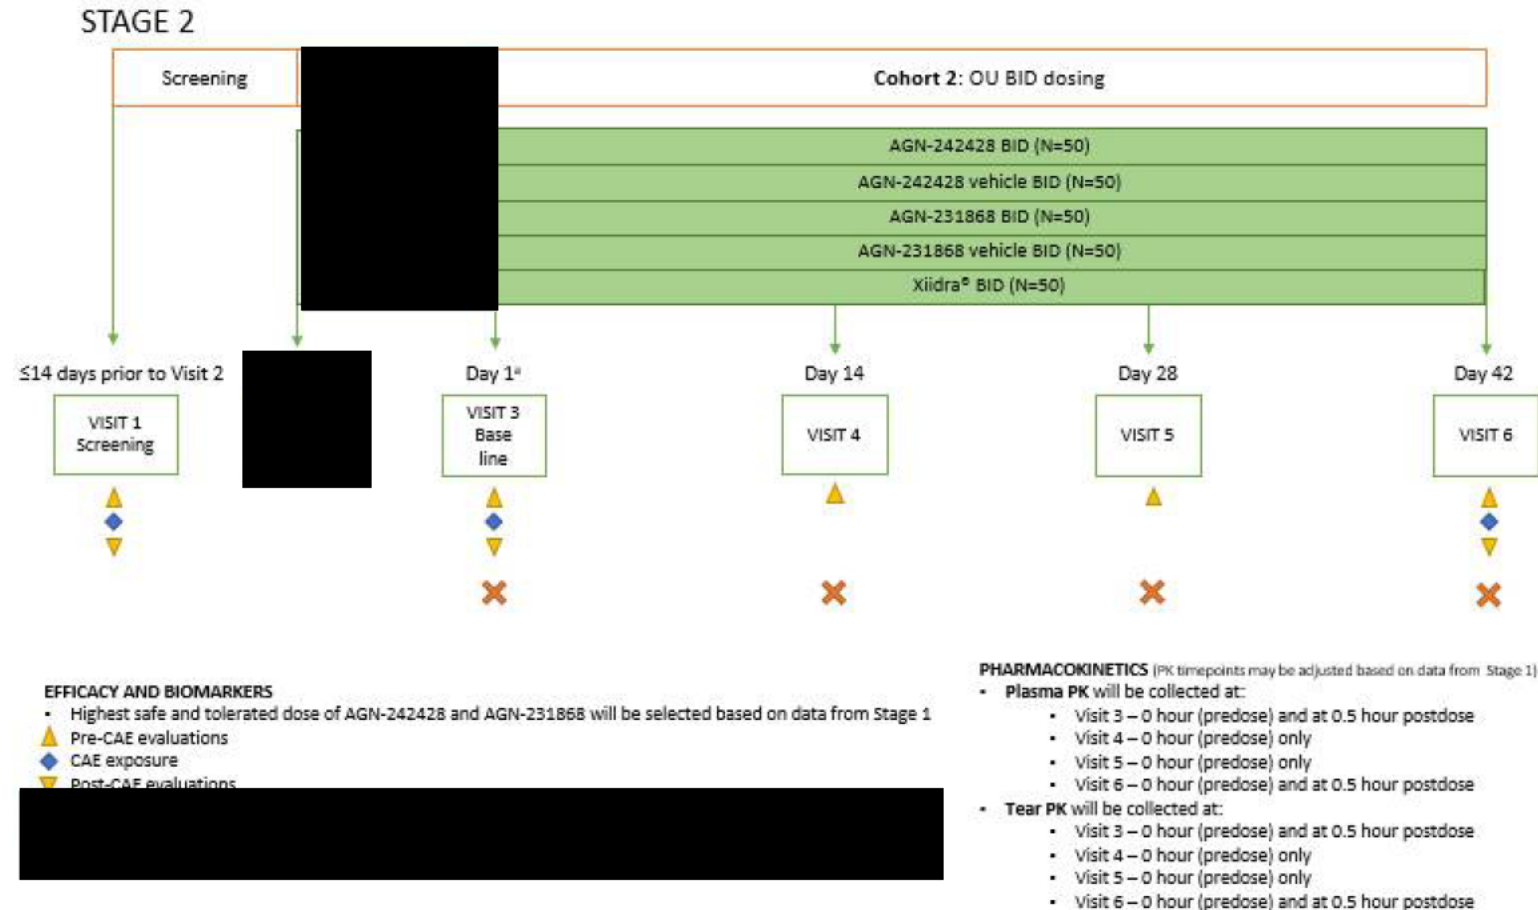 STAGE 2
Screening
Cohort 2: OU BID dosing
AGN-242428 BID (N=50)
AGN-242428 vehicle BID (N=50)
AGN-231868 BID (N=50)
AGN-231868 vehicle BID (N=50)
Xiidra® BID (N=50)
≤14 days prior to Visit 2
Day 1ª
Day 14
Day 28
Day 42
VISIT 1
Screening
VISIT 3
Base
line
VISIT 4
VISIT 5
VISIT 6
EFFICACY AND BIOMARKERS
▪ Highest safe and tolerated dose of AGN-242428 and AGN-231868 will be selected based on data from Stage 1
Pre-CAE evaluations
CAE exposure
Post-CAE evaluations
PHARMACOKINETICS (PK timepoints may be adjusted based on data from Stage 1)
▪ Plasma PK will be collected at:
▪ Visit 3 – 0 hour (predose) and at 0.5 hour postdose
▪ Visit 4 – 0 hour (predose) only
▪ Visit 5 – 0 hour (predose) only
▪ Visit 6 – 0 hour (predose) and at 0.5 hour postdose
▪ Tear PK will be collected at:
▪ Visit 3 – 0 hour (predose) and at 0.5 hour postdose
▪ Visit 4 – 0 hour (predose) only
▪ Visit 5 – 0 hour (predose) only
▪ Visit 6 – 0 hour (predose) and at 0.5 hour postdose